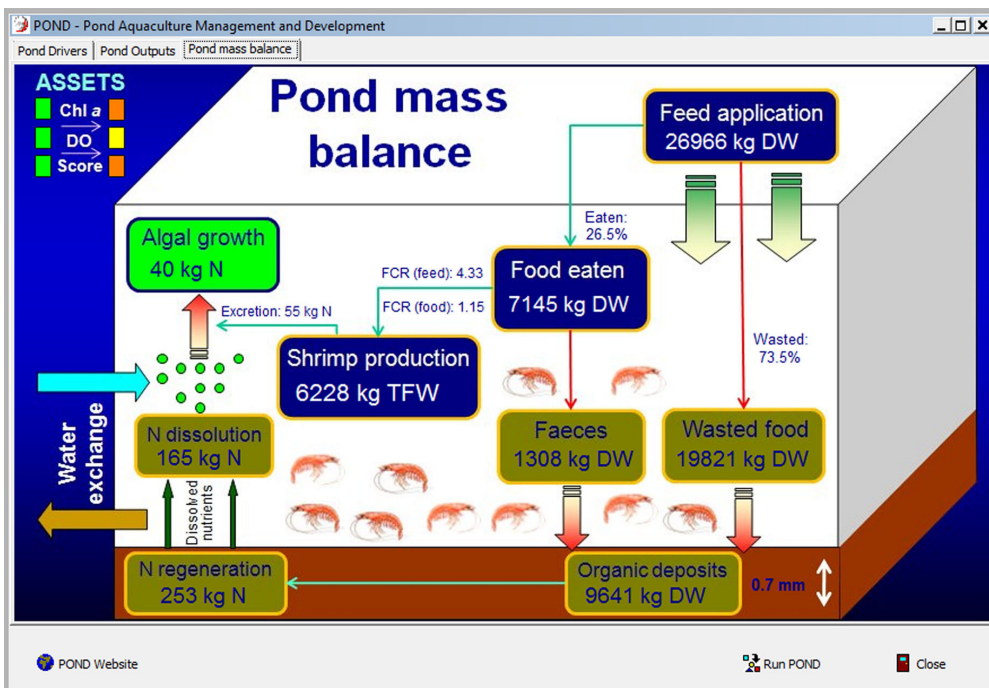 POND - Pond Aquaculture Management and Development
Pond Drivers
Pond Outputs
Pond mass balance
ASSETS
Chl a
DO
Score
Pond mass
balance
Feed application
26966 kg DW
Eaten:
26.5%
Algal growth
40 kg N
Food eaten
7145 kg DW
FCR (feed): 4.33
FCR (food): 1.15
Excretion: 55 kg N
Wasted:
73.5%
Shrimp production
6228 kg TFW
N dissolution
165 kg N
Faeces
1308 kg DW
Wasted food
19821 kg DW
Water
exchange
Dissolved
nutrients
N regeneration
253 kg N
Organic deposits
9641 kg DW
0.7 mm
POND Website
Run POND
Close